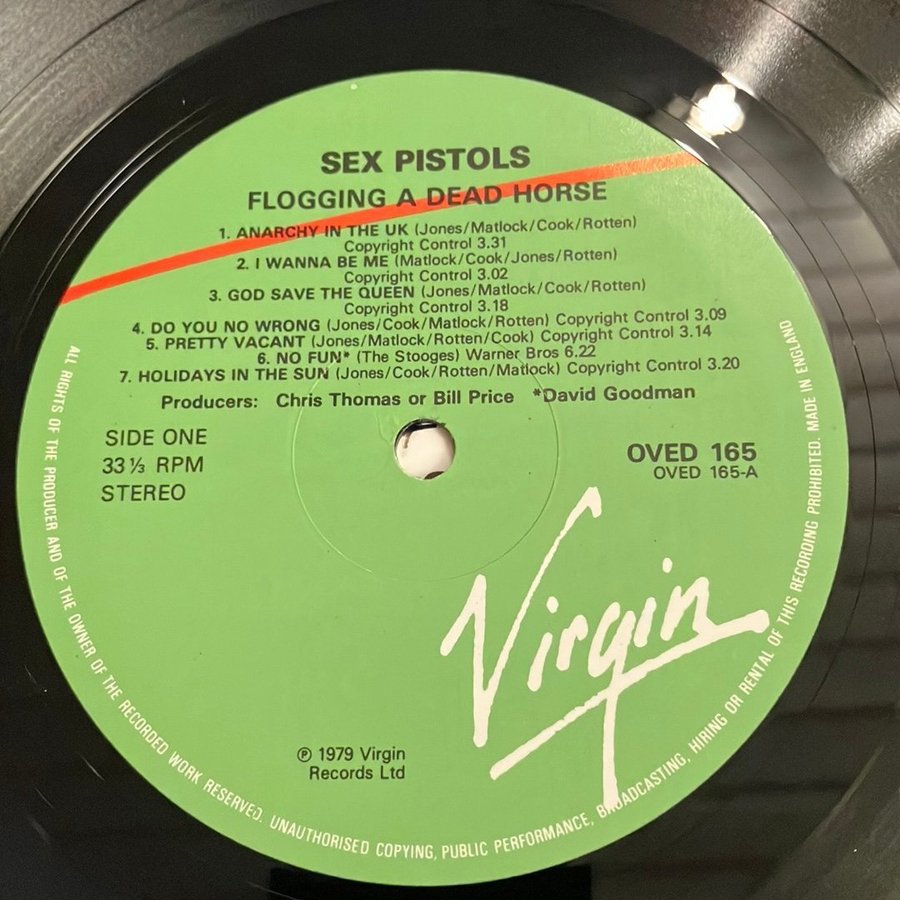 SEX PISTOLS
FLOGGING A DEAD HORSE
1. ANARCHY IN THE UK (Jones/Matlock/Cook/Rotten)
Copyright Control 3.31
2. I WANNA BE ME (Matlock/Cook/Jones/Rotten)
Copyright Control 3.02
3. GOD SAVE THE QUEEN (Jones/Matlock/Cook/Rotten)
Copyright Control 3.18
4. DO YOU NO WRONG (Jones/Cook/Matlock/Rotten) Copyright Control 3.09
5. PRETTY VACANT (Jones/Matlock/Rotten/Cook) Copyright Control 3.14
6. NO FUN* (The Stooges) Warner Bros 6.22
7. HOLIDAYS IN THE SUN (Jones/Cook/Rotten/Matlock) Copyright Control 3.20
Producers: Chris Thomas or Bill Price *David Goodman
SIDE ONE
33⅓ RPM
STEREO
OVED 165
OVED 165-A
Virgin
℗ 1979 Virgin
Records Ltd
ALL RIGHTS OF THE PRODUCER AND OF THE OWNER OF THE RECORDED WORK RESERVED. UNAUTHORISED COPYING, PUBLIC PERFORMANCE, BROADCASTING, HIRING OR RENTAL OF THIS RECORDING PROHIBITED. MADE IN ENGLAND